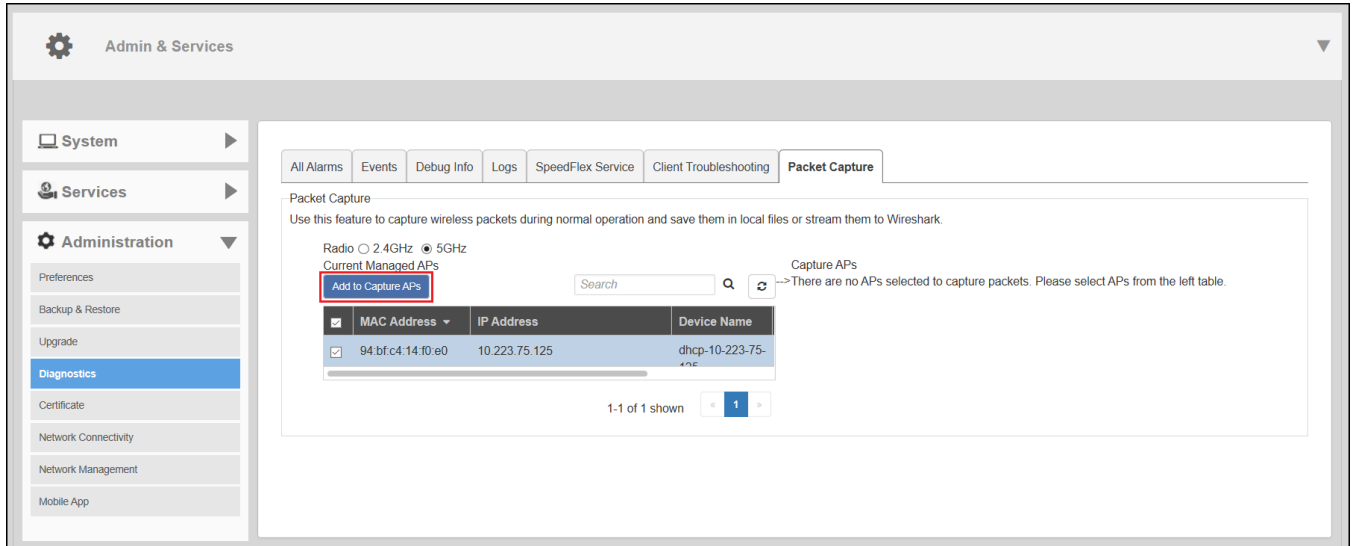 Admin & Services
System
Services
Administration
Preferences
Backup & Restore
Upgrade
Diagnostics
Certificate
Network Connectivity
Network Management
Mobile App
All Alarms Events Debug Info Logs SpeedFlex Service Client Troubleshooting Packet Capture
Packet Capture
Use this feature to capture wireless packets during normal operation and save them in local files or stream them to Wireshark.
Radio 2.4GHz 5GHz
Current Managed APs
Add to Capture APs
Search
MAC Address IP Address Device Name
94:bf:c4:14:f0:e0 10.223.75.125 dhcp-10-223-75-
125
1-1 of 1 shown « 1 »
Capture APs
-->There are no APs selected to capture packets. Please select APs from the left table.